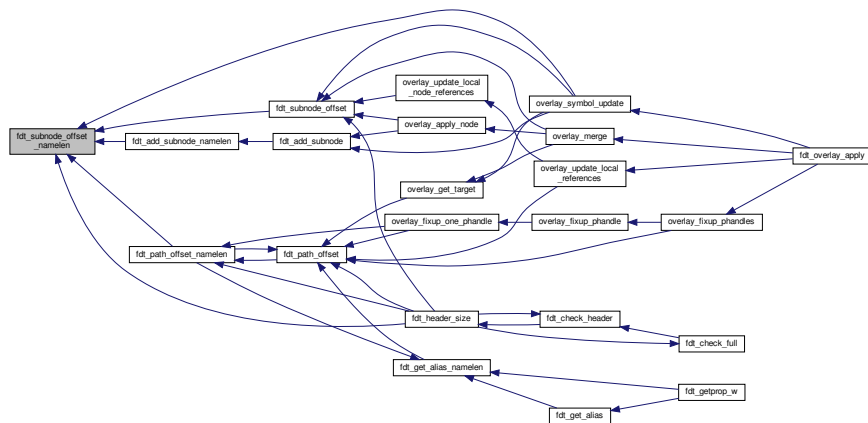 overlay_update_local
_node_references
overlay_symbol_update
fdt_subnode_offset
fdt_subnode_offset
_namelen
fdt_add_subnode_namelen
fdt_add_subnode
overlay_apply_node
overlay_merge
fdt_overlay_apply
overlay_update_local
_references
overlay_get_target
overlay_fixup_one_phandle
overlay_fixup_phandle
overlay_fixup_phandles
fdt_path_offset_namelen
fdt_path_offset
fdt_header_size
fdt_check_header
fdt_check_full
fdt_get_alias_namelen
fdt_getprop_w
fdt_get_alias